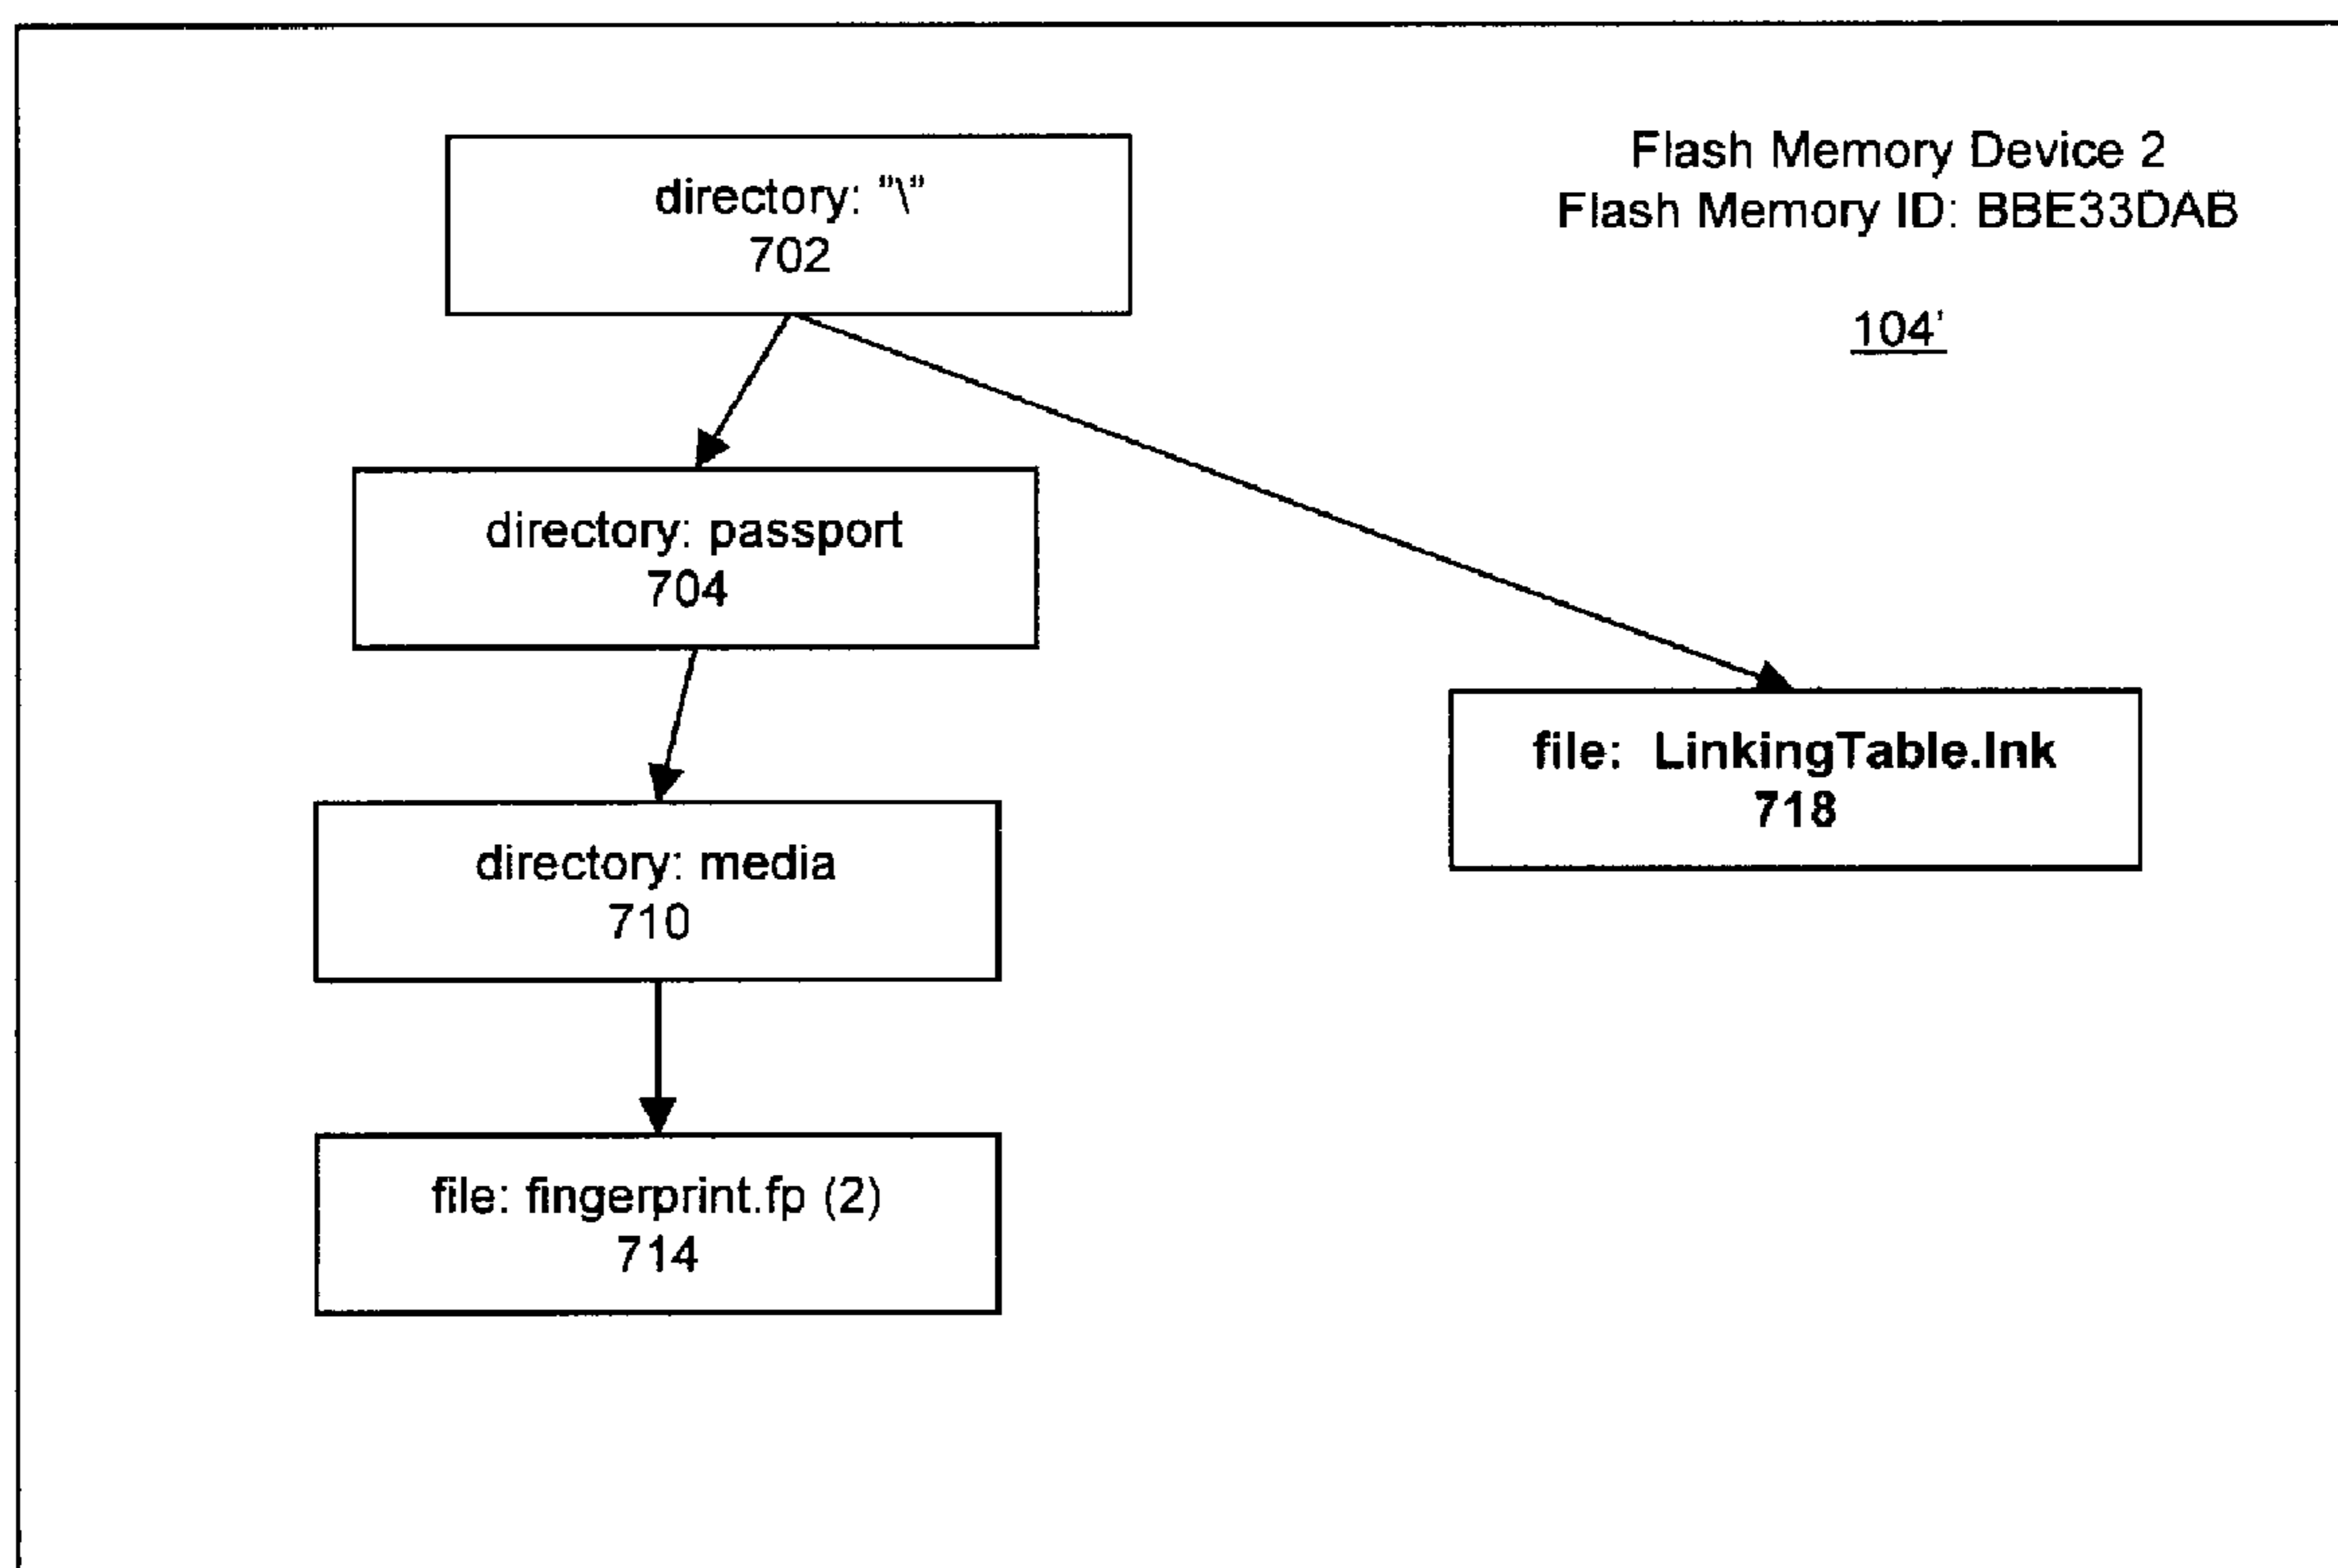 directory: "\"
702
Flash Memory Device 2
Flash Memory ID: BBE33DAB
104'
directory: passport
704
file: LinkingTable.lnk
718
directory: media
710
file: fingerprint.fp (2)
714